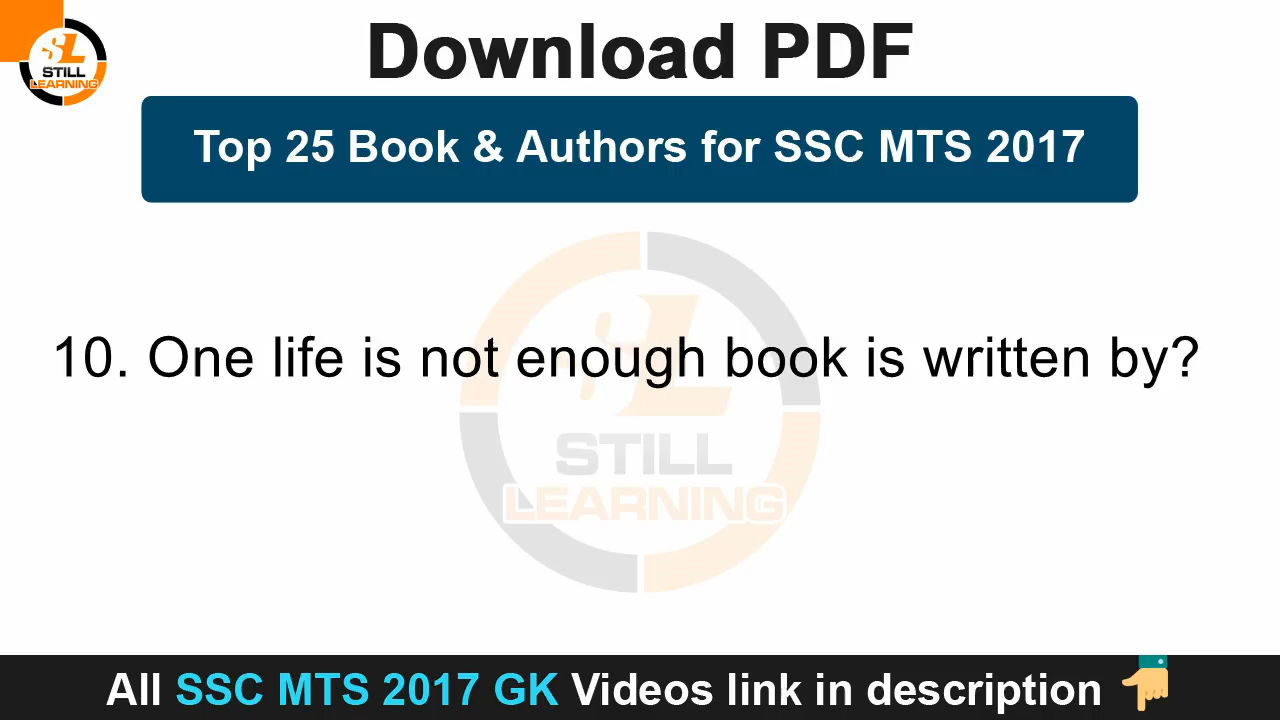 SL
STILL
LEARNING
Download PDF
Top 25 Book & Authors for SSC MTS 2017
10. One life is not enough book is written by?
SL
STILL
LEARNING
All SSC MTS 2017 GK Videos link in description